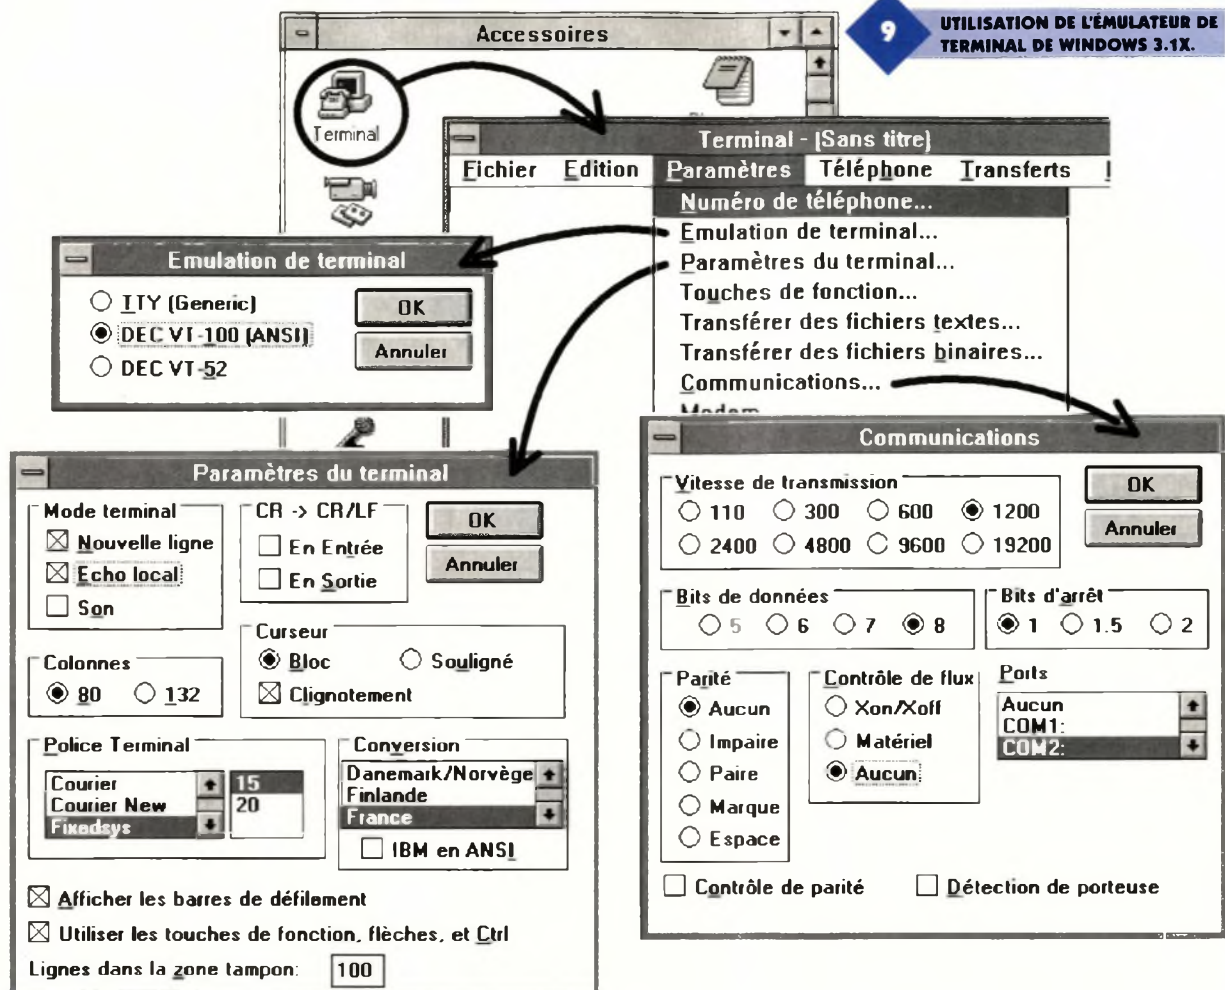 9
UTILISATION DE L'ÉMULATEUR DE
TERMINAL DE WINDOWS 3.1X.
Accessoires
Terminal
Terminal - (Sans titre)
Fichier Edition Paramètres Téléphone Transferts
Numéro de téléphone...
Emulation de terminal...
Paramètres du terminal...
Touches de fonction...
Transférer des fichiers textes...
Transférer des fichiers binaires...
Communications...
Modem
Emulation de terminal
TTY (Generic)
DEC VT-100 (ANSI)
DEC VT-52
OK
Annuler
Paramètres du terminal
Mode terminal
Nouvelle ligne
Echo local
Son
CR -> CR/LF
En Entrée
En Sortie
OK
Annuler
Colonnes
80 132
Curseur
Bloc Souligné
Clignotement
Police Terminal
Courier
Courier New
Fixedsys
15
20
Conversion
Danemark/Norvège
Finlande
France
IBM en ANSI
Afficher les barres de défilement
Utiliser les touches de fonction, flèches, et Ctrl
Lignes dans la zone tampon: 100
Communications
Vitesse de transmission
110 300 600 1200
2400 4800 9600 19200
OK
Annuler
Bits de données
5 6 7 8
Bits d'arrêt
1 1.5 2
Parité
Aucun
Impaire
Paire
Marque
Espace
Contrôle de flux
Xon/Xoff
Matériel
Aucun
Ports
Aucun
COM1:
COM2:
Contrôle de parité Détection de porteuse